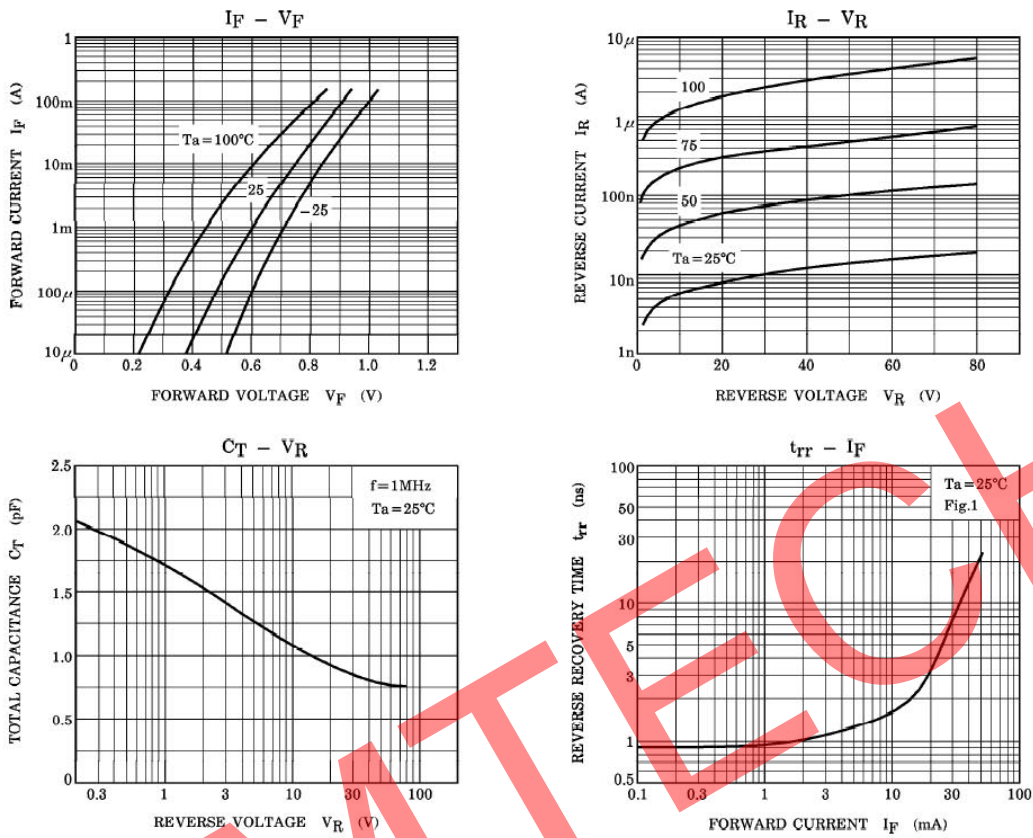 IF – VF
FORWARD CURRENT IF (A)
1
100m
10m
1m
100μ
10μ
Ta=100°C
25
−25
0 0.2 0.4 0.6 0.8 1.0 1.2
FORWARD VOLTAGE VF (V)
IR – VR
REVERSE CURRENT IR (A)
10μ
1μ
100n
10n
1n
100
75
50
Ta=25°C
0 20 40 60 80
REVERSE VOLTAGE VR (V)
CT – VR
TOTAL CAPACITANCE CT (pF)
2.5
2.0
1.5
1.0
0.5
0
f=1MHz
Ta=25°C
0.3 1 3 10 30 100
REVERSE VOLTAGE VR (V)
trr – IF
REVERSE RECOVERY TIME trr (ns)
100
50
30
10
5
3
1
0.5
Ta=25°C
Fig.1
0.1 1 3 10 30 100
FORWARD CURRENT IF (mA)